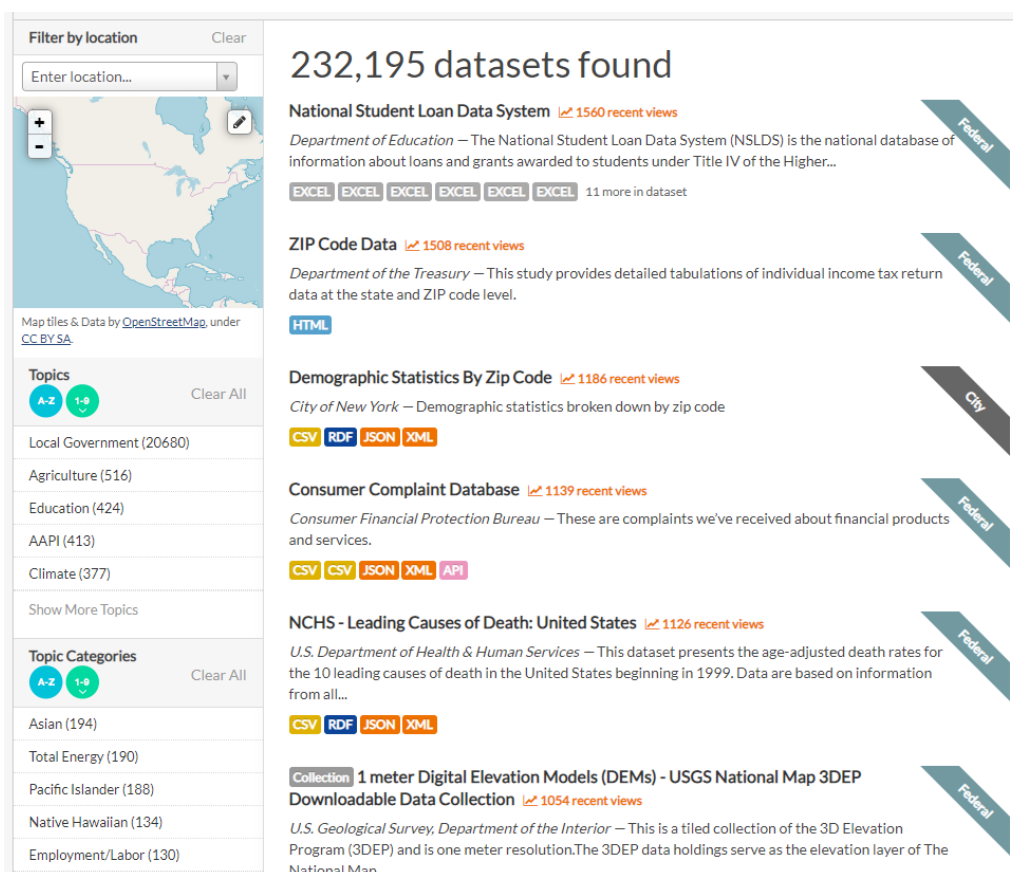 Filter by location Clear
Enter location...
+
-
Map tiles & Data by OpenStreetMap, under
CC BY SA.
Topics
A-Z 1-9
Clear All
Local Government (20680)
Agriculture (516)
Education (424)
AAPI (413)
Climate (377)
Show More Topics
Topic Categories
A-Z 1-9
Clear All
Asian (194)
Total Energy (190)
Pacific Islander (188)
Native Hawaiian (134)
Employment/Labor (130)
232,195 datasets found
National Student Loan Data System 1560 recent views
Federal
Department of Education — The National Student Loan Data System (NSLDS) is the national database of
information about loans and grants awarded to students under Title IV of the Higher...
EXCEL EXCEL EXCEL EXCEL EXCEL EXCEL 11 more in dataset
ZIP Code Data 1508 recent views
Federal
Department of the Treasury — This study provides detailed tabulations of individual income tax return
data at the state and ZIP code level.
HTML
Demographic Statistics By Zip Code 1186 recent views
City
City of New York — Demographic statistics broken down by zip code
CSV RDF JSON XML
Consumer Complaint Database 1139 recent views
Federal
Consumer Financial Protection Bureau — These are complaints we've received about financial products
and services.
CSV CSV JSON XML API
NCHS - Leading Causes of Death: United States 1126 recent views
Federal
U.S. Department of Health & Human Services — This dataset presents the age-adjusted death rates for
the 10 leading causes of death in the United States beginning in 1999. Data are based on information
from all...
CSV RDF JSON XML
Collection 1 meter Digital Elevation Models (DEMs) - USGS National Map 3DEP
Downloadable Data Collection 1054 recent views
Federal
U.S. Geological Survey, Department of the Interior — This is a tiled collection of the 3D Elevation
Program (3DEP) and is one meter resolution.The 3DEP data holdings serve as the elevation layer of The
National Map